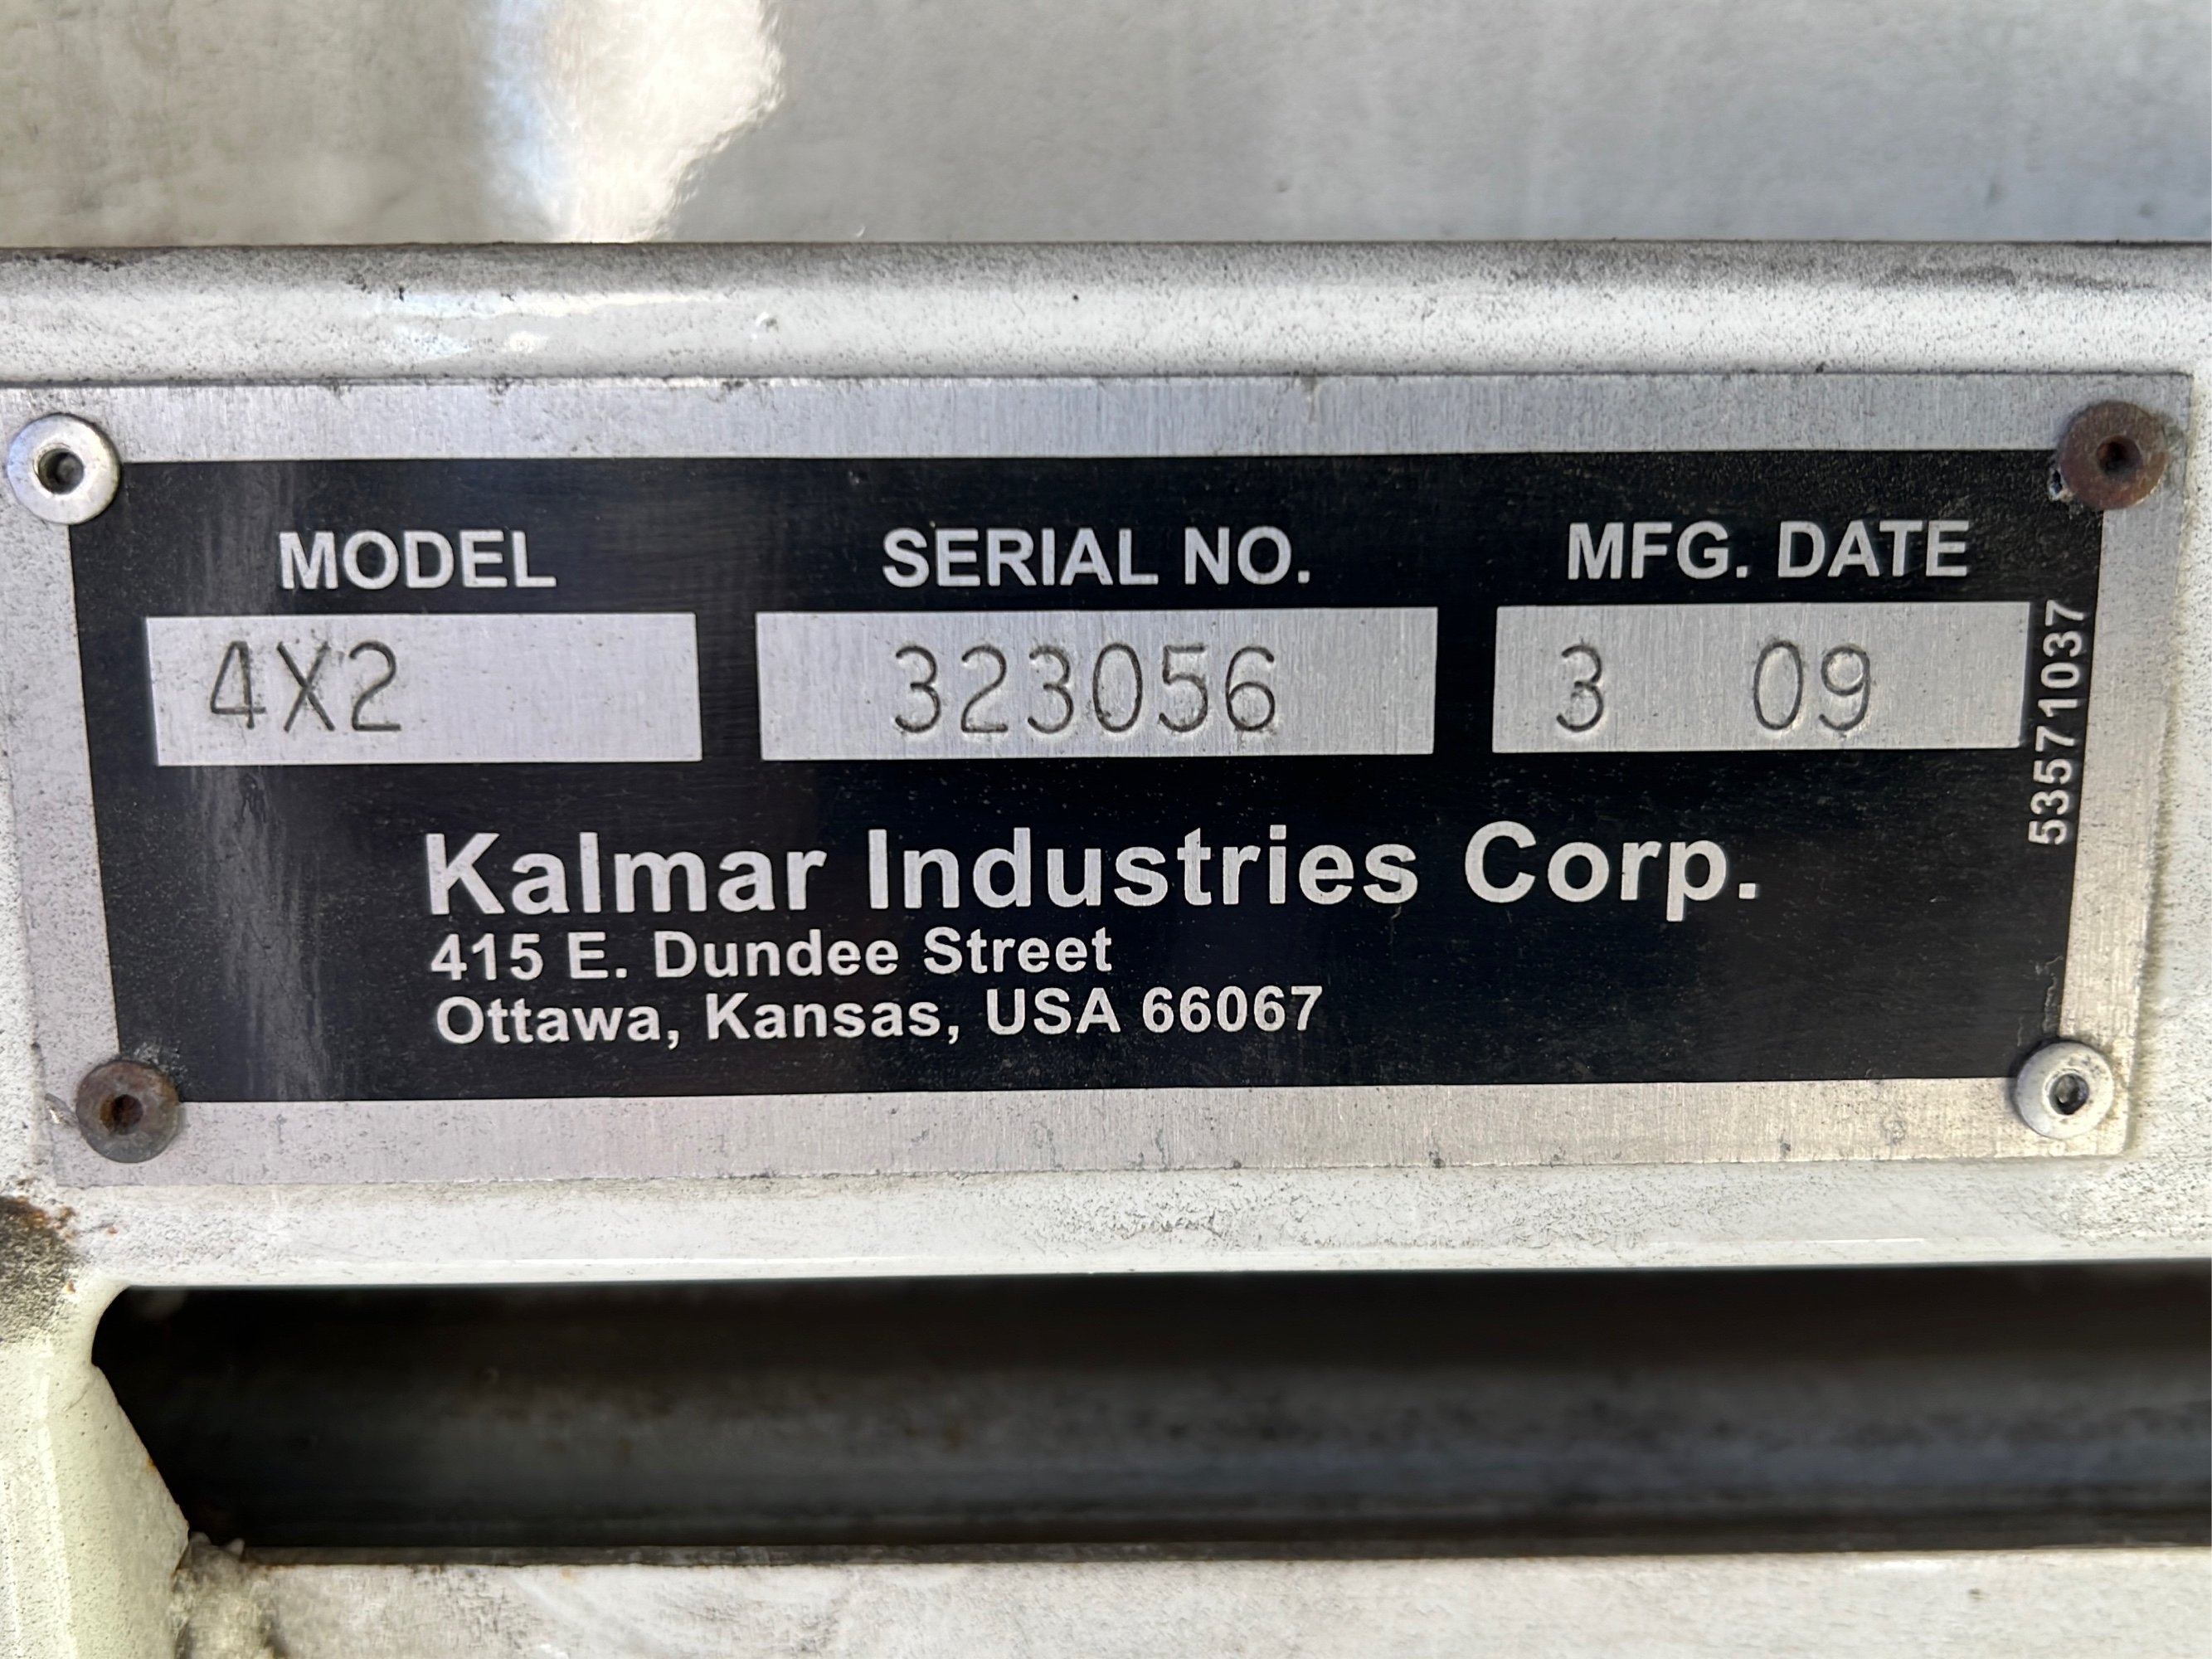 MODEL SERIAL NO. MFG. DATE
4X2 323056 3 09
53571037
Kalmar Industries Corp.
415 E. Dundee Street
Ottawa, Kansas, USA 66067